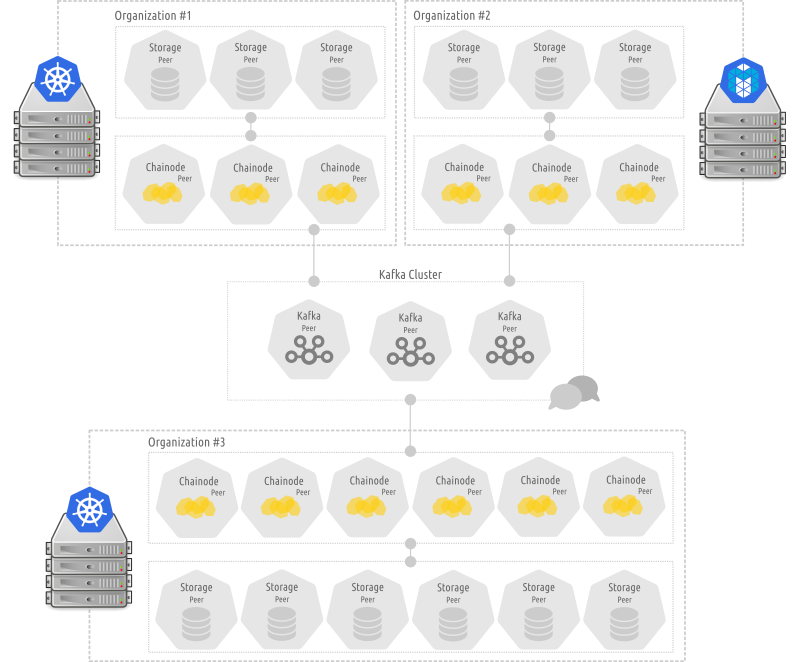 Organization #1
Storage
Peer
Storage
Peer
Storage
Peer
Chainode
Peer
Chainode
Peer
Chainode
Peer
Organization #2
Storage
Peer
Storage
Peer
Storage
Peer
Chainode
Peer
Chainode
Peer
Chainode
Peer
Kafka Cluster
Kafka
Peer
Kafka
Peer
Kafka
Peer
Organization #3
Chainode
Peer
Chainode
Peer
Chainode
Peer
Chainode
Peer
Chainode
Peer
Chainode
Peer
Storage
Peer
Storage
Peer
Storage
Peer
Storage
Peer
Storage
Peer
Storage
Peer